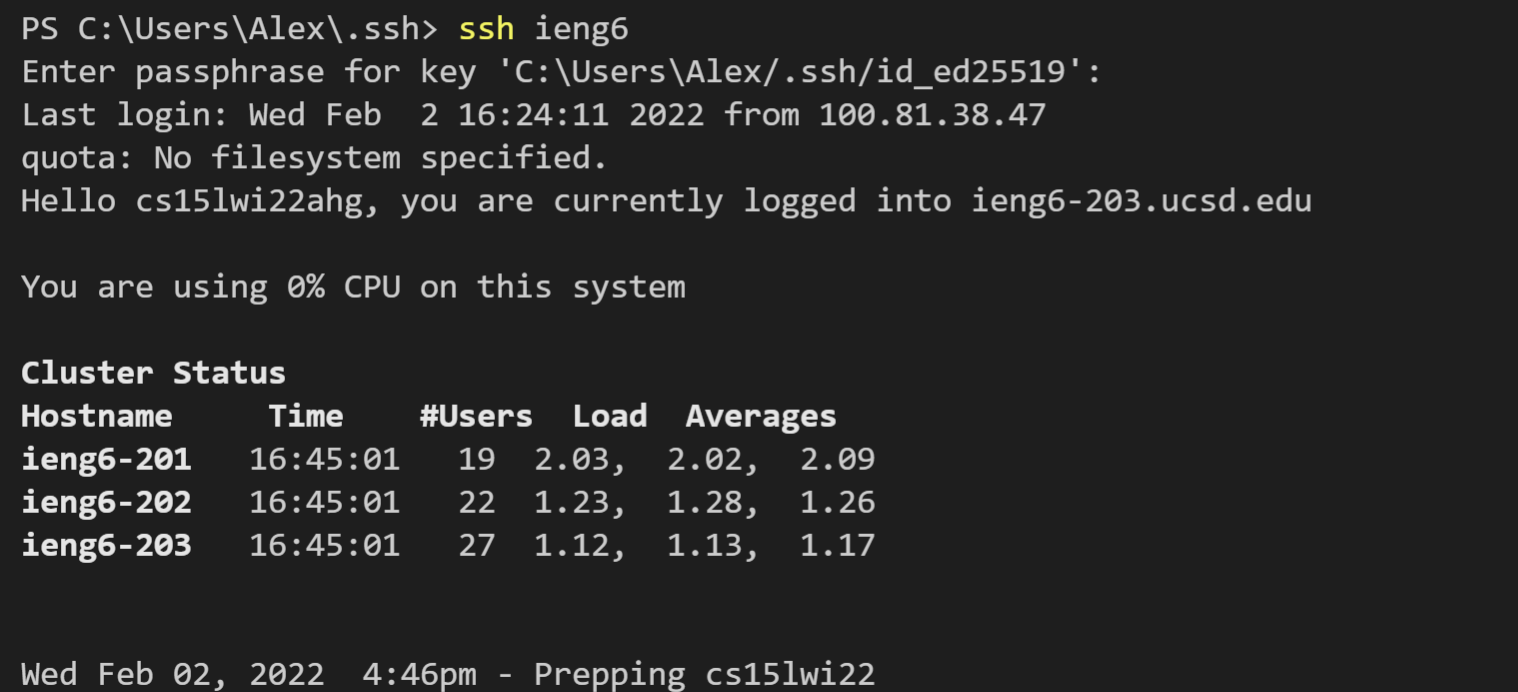 PS C:\Users\Alex\.ssh> ssh ieng6
Enter passphrase for key 'C:\Users\Alex/.ssh/id_ed25519':
Last login: Wed Feb  2 16:24:11 2022 from 100.81.38.47
quota: No filesystem specified.
Hello cs15lwi22ahg, you are currently logged into ieng6-203.ucsd.edu
You are using 0% CPU on this system
Cluster Status
Hostname     Time    #Users  Load  Averages
ieng6-201   16:45:01   19  2.03,  2.02,  2.09
ieng6-202   16:45:01   22  1.23,  1.28,  1.26
ieng6-203   16:45:01   27  1.12,  1.13,  1.17
Wed Feb 02, 2022  4:46pm - Prepping cs15lwi22